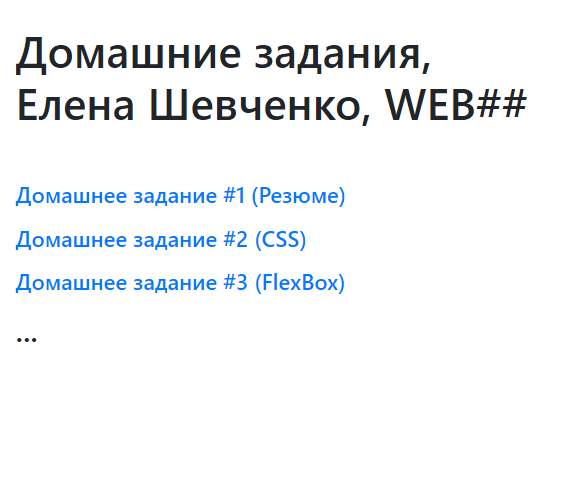 Домашние задания,
Елена Шевченко, WEB##
Домашнее задание #1 (Резюме)
Домашнее задание #2 (CSS)
Домашнее задание #3 (FlexBox)
...